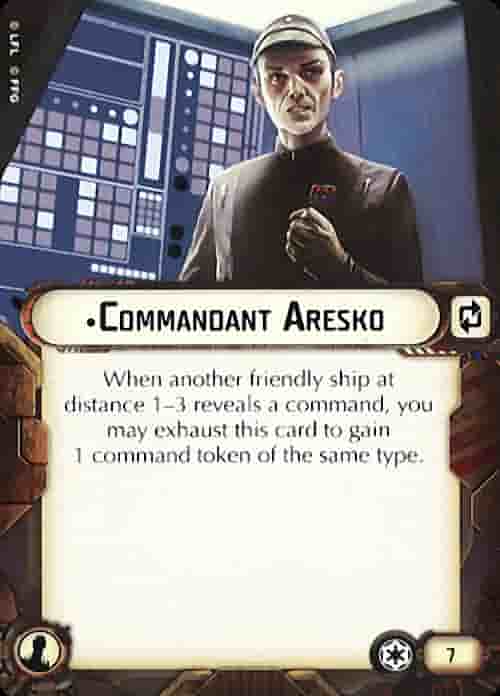 © LFL © FFG
•Commandant Aresko
When another friendly ship at
distance 1–3 reveals a command, you
may exhaust this card to gain
1 command token of the same type.
7